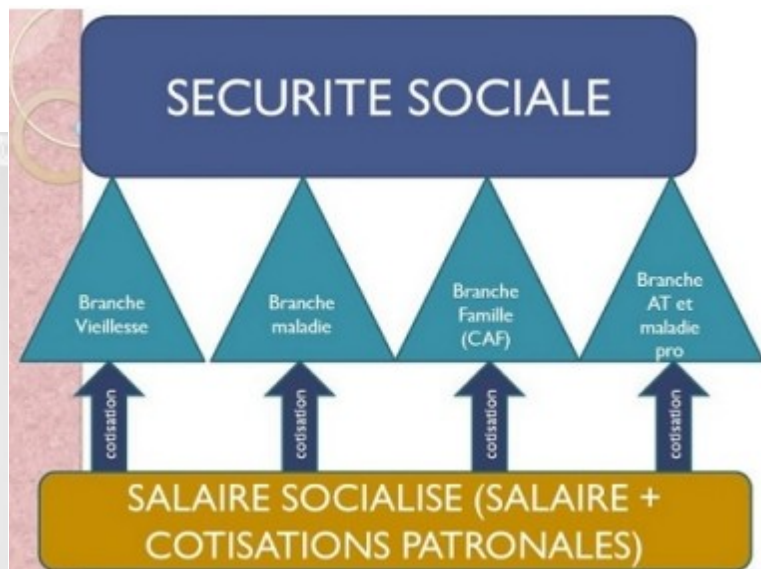 SECURITE SOCIALE
Branche
Vieillesse
Branche
maladie
Branche
Famille
(CAF)
Branche
AT et
maladie
pro
cotisation
cotisation
cotisation
cotisation
SALAIRE SOCIALISE (SALAIRE +
COTISATIONS PATRONALES)